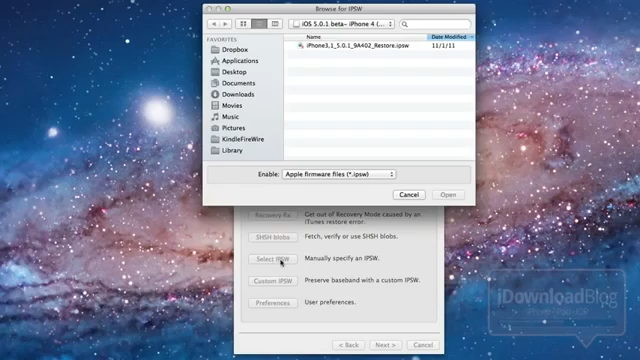 Browse for IPSW
iOS 5.0.1 beta– iPhone 4 (...
FAVORITES
Name
Date Modified
Dropbox
iPhone3,1_5.0.1_9A402_Restore.ipsw
11/1/11
Applications
Desktop
Documents
Downloads
Movies
Music
Pictures
KindleFireWire
Library
Enable:
Apple firmware files (*.ipsw)
Cancel
Open
Recovery fix
Get out of Recovery Mode caused by an
iTunes restore error.
SHSH blobs
Fetch, verify or use SHSH blobs.
Select IPSW
Manually specify an IPSW.
Custom IPSW
Preserve baseband with a custom IPSW.
Preferences
User preferences.
< Back
Next >
Cancel
iDownloadBlog